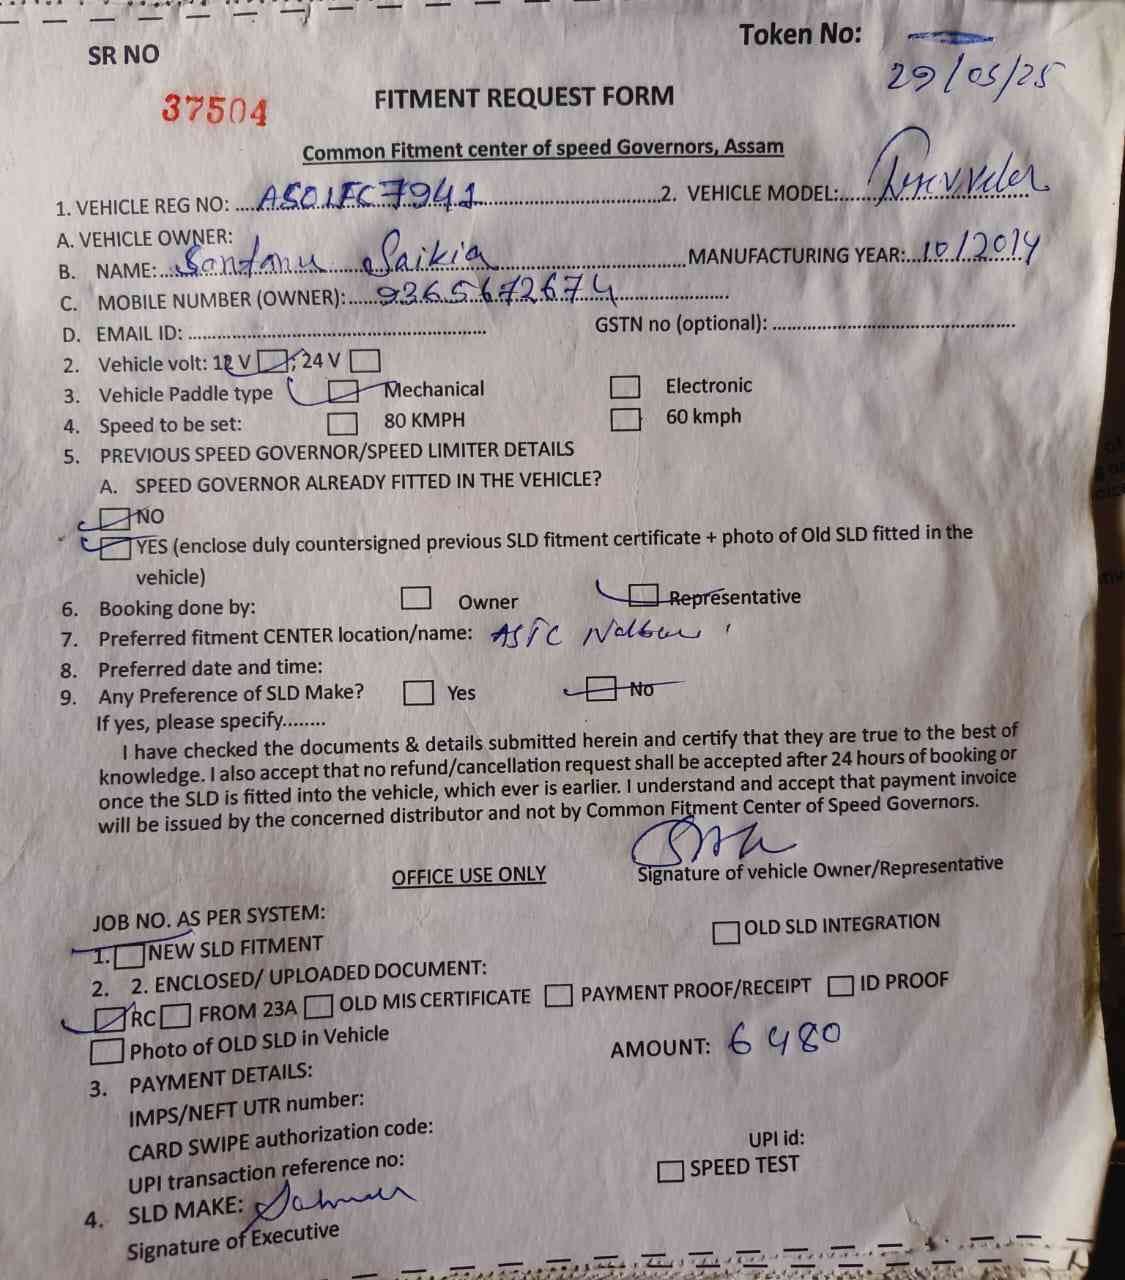 Token No:
SR NO
29/05/25
37504
FITMENT REQUEST FORM
Common Fitment center of speed Governors, Assam
1. VEHICLE REG NO: ....AS01FC7941..............................2. VEHICLE MODEL:......
A. VEHICLE OWNER:
B. NAME:...Santanu Saikia..............................MANUFACTURING YEAR:...10/2014
C. MOBILE NUMBER (OWNER):.....9365672674....................
D. EMAIL ID: ...................................................... GSTN no (optional): .............................................
2. Vehicle volt: 12 V ; 24 V
3. Vehicle Paddle type Mechanical Electronic
4. Speed to be set: 80 KMPH 60 kmph
5. PREVIOUS SPEED GOVERNOR/SPEED LIMITER DETAILS
A. SPEED GOVERNOR ALREADY FITTED IN THE VEHICLE?
NO
YES (enclose duly countersigned previous SLD fitment certificate + photo of Old SLD fitted in the
vehicle)
6. Booking done by: Owner Representative
7. Preferred fitment CENTER location/name: ASTC
8. Preferred date and time:
9. Any Preference of SLD Make? Yes No
If yes, please specify........
I have checked the documents & details submitted herein and certify that they are true to the best of
knowledge. I also accept that no refund/cancellation request shall be accepted after 24 hours of booking or
once the SLD is fitted into the vehicle, which ever is earlier. I understand and accept that payment invoice
will be issued by the concerned distributor and not by Common Fitment Center of Speed Governors.
Signature of vehicle Owner/Representative
OFFICE USE ONLY
JOB NO. AS PER SYSTEM:
1. NEW SLD FITMENT OLD SLD INTEGRATION
2. 2. ENCLOSED/ UPLOADED DOCUMENT:
RC FROM 23A OLD MIS CERTIFICATE PAYMENT PROOF/RECEIPT ID PROOF
Photo of OLD SLD in Vehicle
AMOUNT: 6480
3. PAYMENT DETAILS:
IMPS/NEFT UTR number:
CARD SWIPE authorization code:
UPI id:
UPI transaction reference no:
SPEED TEST
4. SLD MAKE:
Signature of Executive